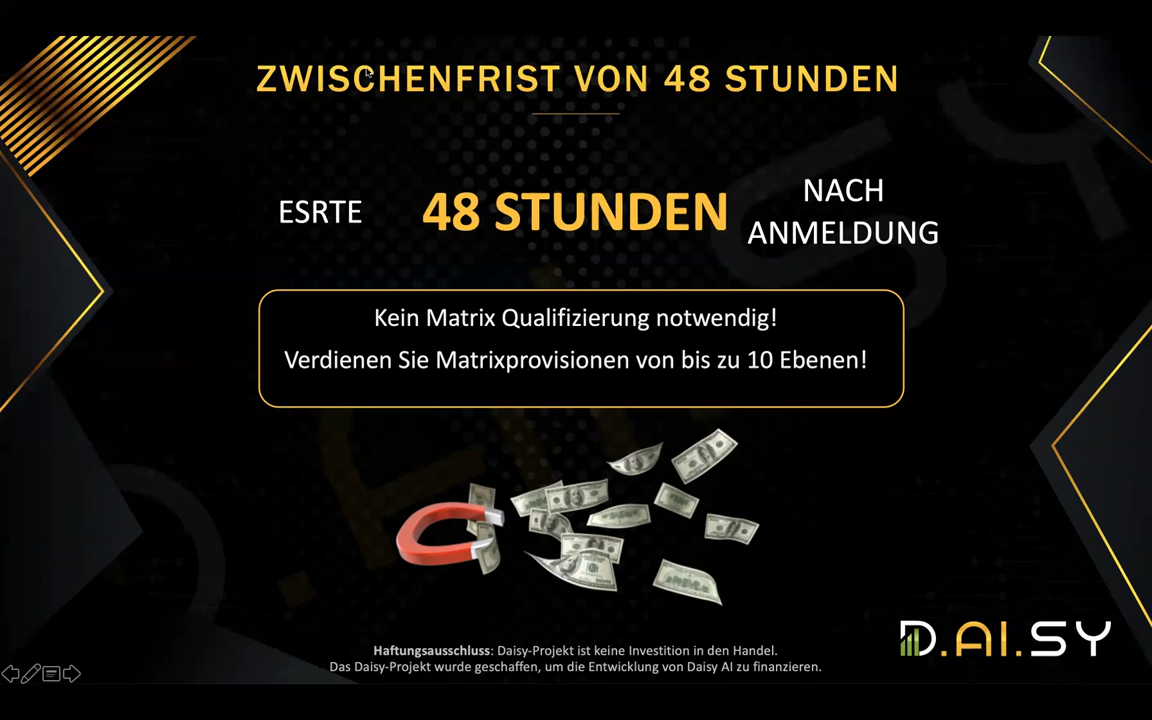 ZWISCHENFRIST VON 48 STUNDEN
ESRTE
48 STUNDEN
NACH
ANMELDUNG
Kein Matrix Qualifizierung notwendig!
Verdienen Sie Matrixprovisionen von bis zu 10 Ebenen!
Haftungsausschluss: Daisy-Projekt ist keine Investition in den Handel.
Das Daisy-Projekt wurde geschaffen, um die Entwicklung von Daisy AI zu finanzieren.
D.AI.SY